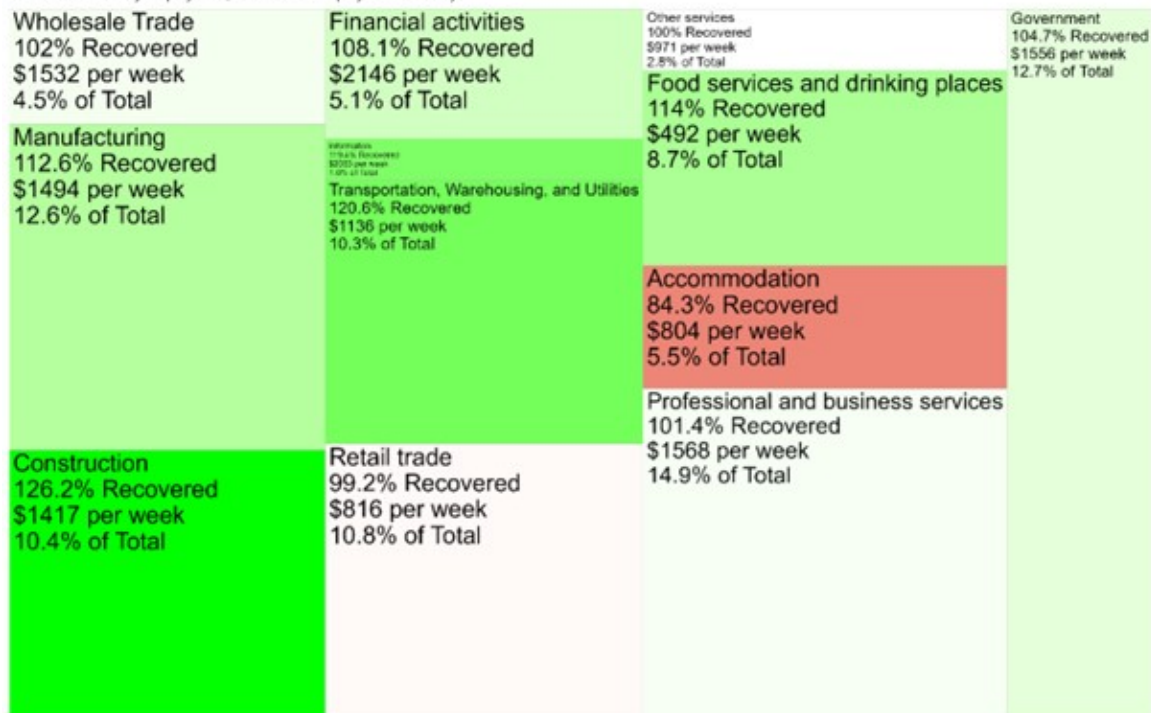 Wholesale Trade
102% Recovered
$1532 per week
4.5% of Total
Manufacturing
112.6% Recovered
$1494 per week
12.6% of Total
Construction
126.2% Recovered
$1417 per week
10.4% of Total
Financial activities
108.1% Recovered
$2146 per week
5.1% of Total
Information
Transportation, Warehousing, and Utilities
120.6% Recovered
$1136 per week
10.3% of Total
Retail trade
99.2% Recovered
$816 per week
10.8% of Total
Other services
100% Recovered
$971 per week
2.8% of Total
Food services and drinking places
114% Recovered
$492 per week
8.7% of Total
Accommodation
84.3% Recovered
$804 per week
5.5% of Total
Professional and business services
101.4% Recovered
$1568 per week
14.9% of Total
Government
104.7% Recovered
$1556 per week
12.7% of Total